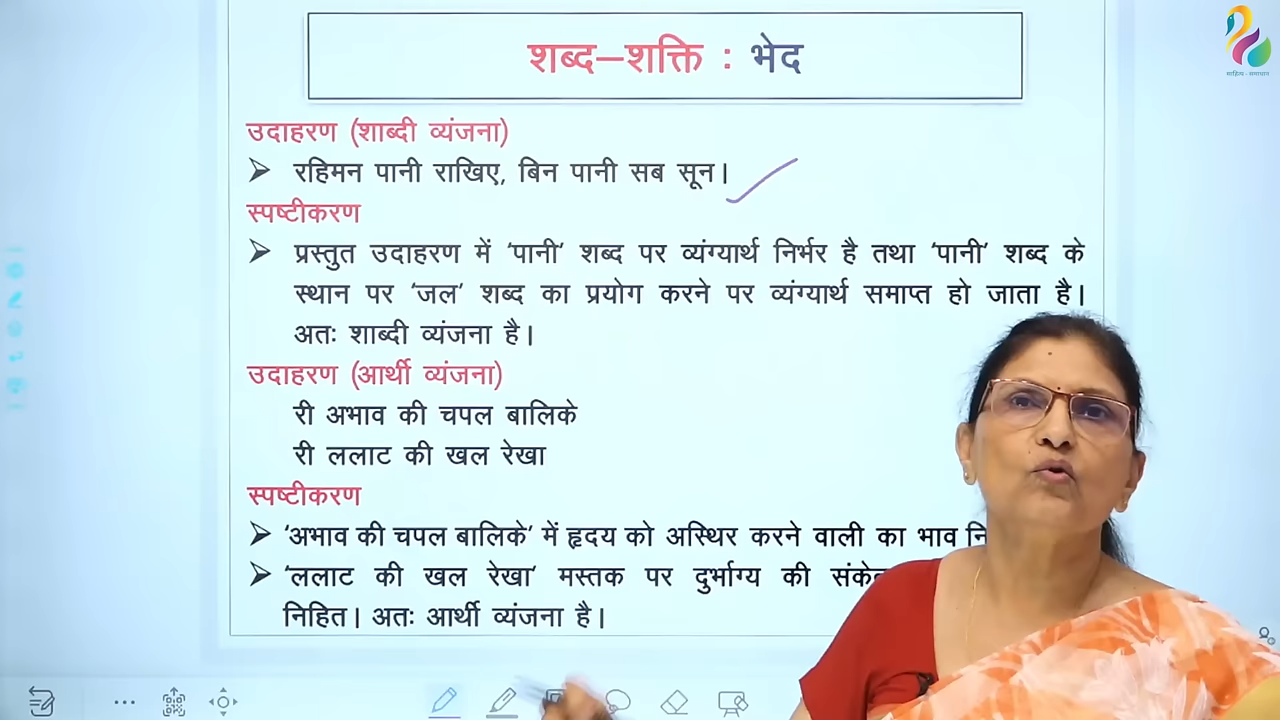 शब्द–शक्ति : भेद
साहित्य - समाधान
उदाहरण (शाब्दी व्यंजना)
रहिमन पानी राखिए, बिन पानी सब सून।
स्पष्टीकरण
प्रस्तुत उदाहरण में ‘पानी’ शब्द पर व्यंग्यार्थ निर्भर है तथा ‘पानी’ शब्द के
स्थान पर ‘जल’ शब्द का प्रयोग करने पर व्यंग्यार्थ समाप्त हो जाता है।
अतः शाब्दी व्यंजना है।
उदाहरण (आर्थी व्यंजना)
री अभाव की चपल बालिके
री ललाट की खल रेखा
स्पष्टीकरण
‘अभाव की चपल बालिके’ में हृदय को अस्थिर करने वाली का भाव
‘ललाट की खल रेखा’ मस्तक पर दुर्भाग्य की
निहित। अतः आर्थी व्यंजना है।